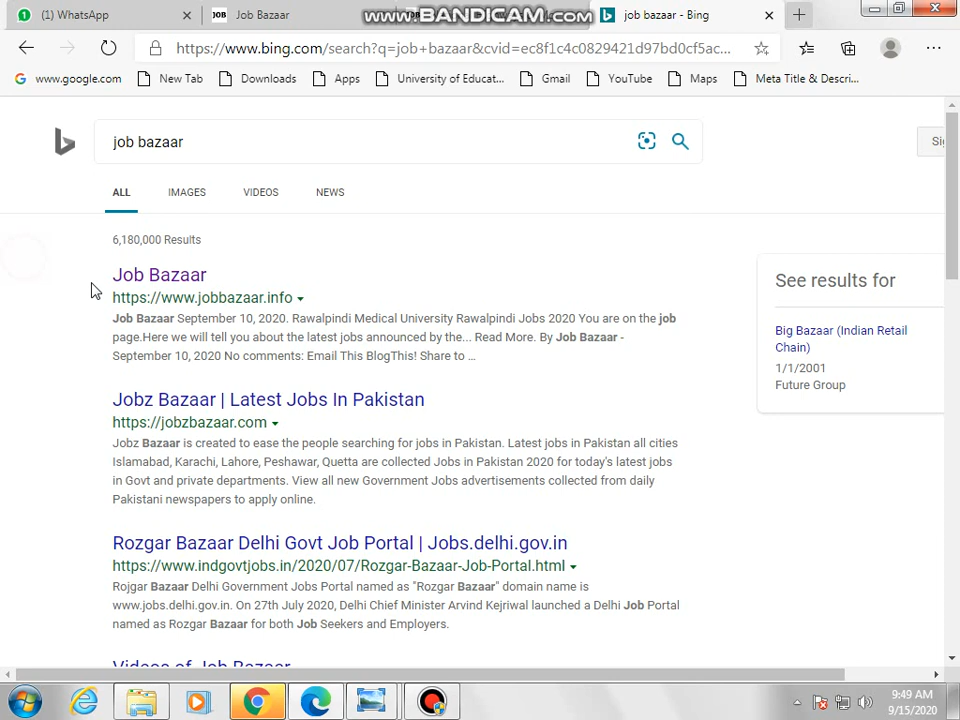 (1) WhatsApp
JOB Job Bazaar
WWW.BANDICAM.COM
job bazaar - Bing
https://www.bing.com/search?q=job+bazaar&cvid=ec8f1c4c0829421d97bd0cf5ac...
www.google.com
New Tab
Downloads
Apps
University of Educat...
Gmail
YouTube
Maps
Meta Title & Descri...
job bazaar
ALL
IMAGES
VIDEOS
NEWS
6,180,000 Results
Job Bazaar
https://www.jobbazaar.info
Job Bazaar September 10, 2020. Rawalpindi Medical University Rawalpindi Jobs 2020 You are on the job
page.Here we will tell you about the latest jobs announced by the... Read More. By Job Bazaar -
September 10, 2020 No comments: Email This BlogThis! Share to ...
Jobz Bazaar | Latest Jobs In Pakistan
https://jobzbazaar.com
Jobz Bazaar is created to ease the people searching for jobs in Pakistan. Latest jobs in Pakistan all cities
Islamabad, Karachi, Lahore, Peshawar, Quetta are collected Jobs in Pakistan 2020 for today's latest jobs
in Govt and private departments. View all new Government Jobs advertisements collected from daily
Pakistani newspapers to apply online.
Rozgar Bazaar Delhi Govt Job Portal | Jobs.delhi.gov.in
https://www.indgovtjobs.in/2020/07/Rozgar-Bazaar-Job-Portal.html
Rojgar Bazaar Delhi Government Jobs Portal named as "Rozgar Bazaar" domain name is
www.jobs.delhi.gov.in. On 27th July 2020, Delhi Chief Minister Arvind Kejriwal launched a Delhi Job Portal
named as Rozgar Bazaar for both Job Seekers and Employers.
Videos of Job Bazaar
See results for
Big Bazaar (Indian Retail
Chain)
1/1/2001
Future Group
9:49 AM
9/15/2020